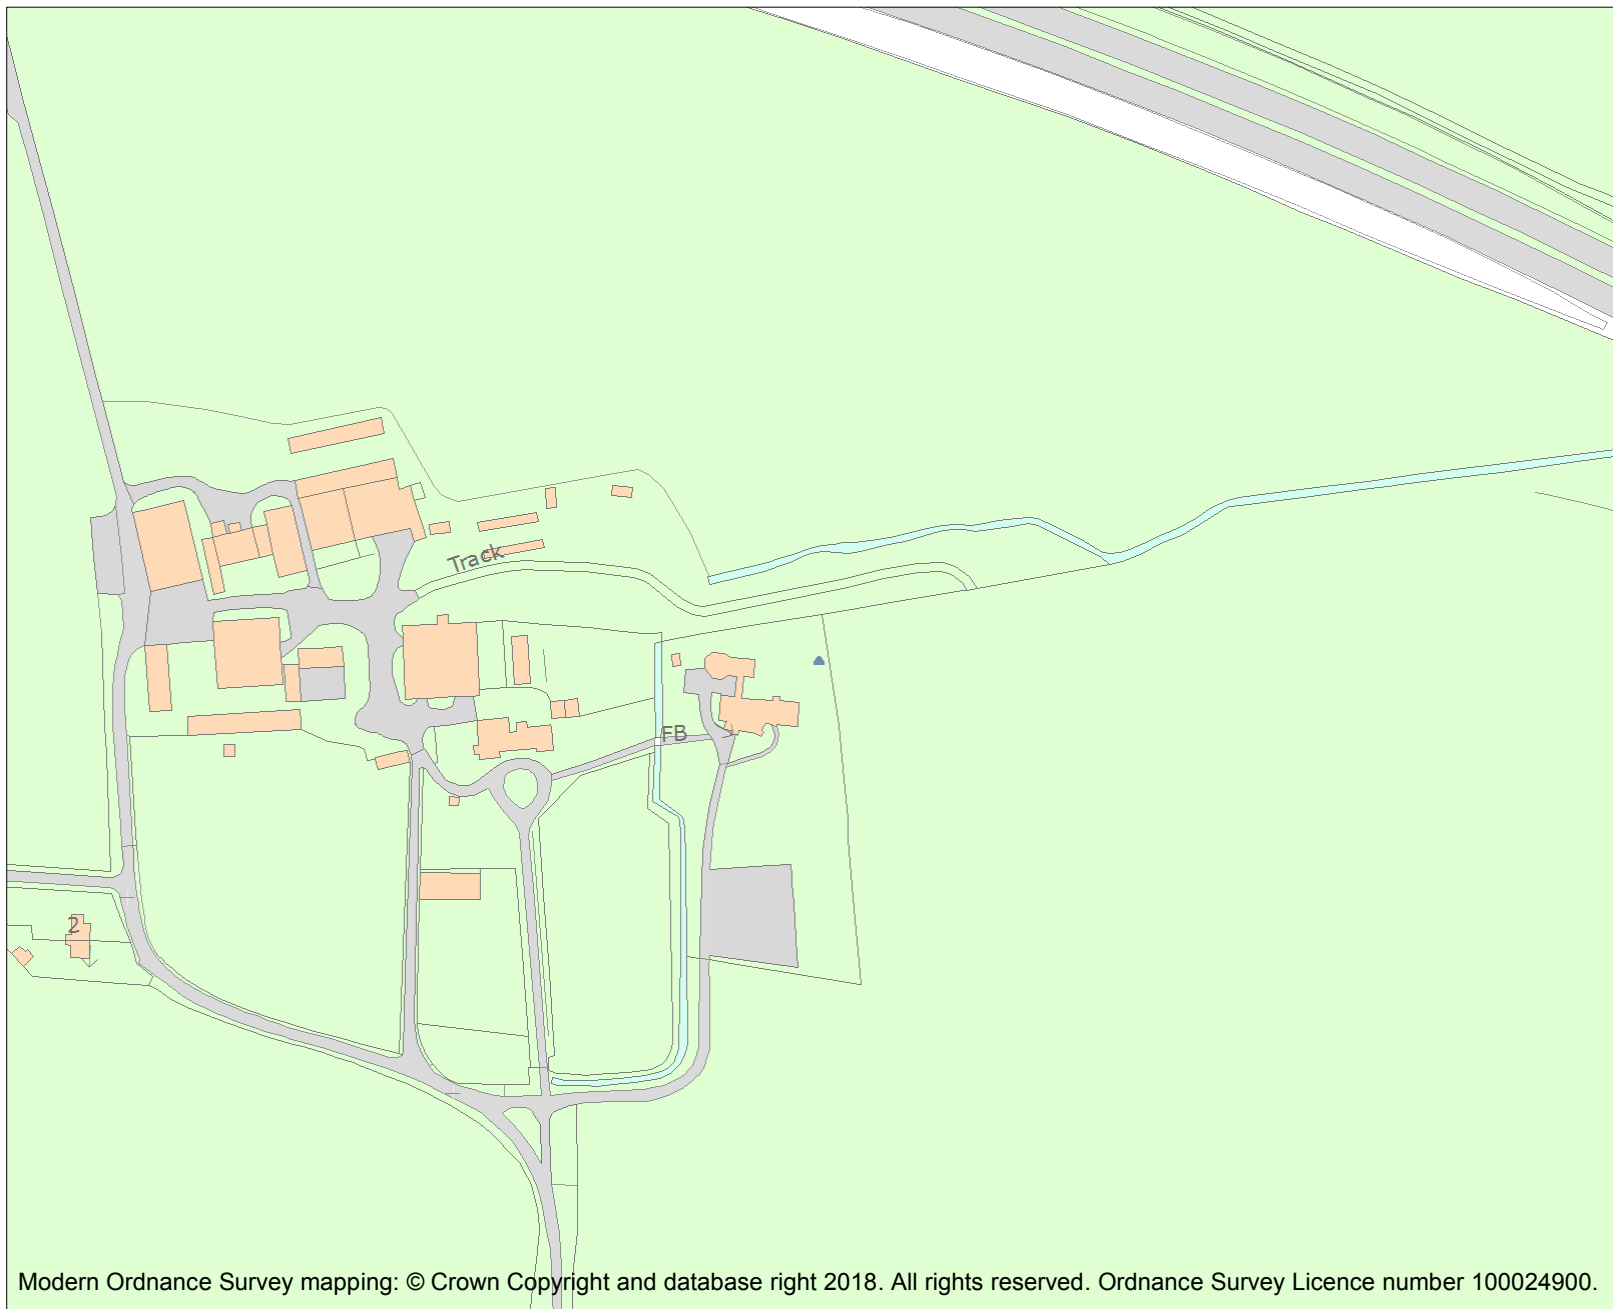 Track
FB
2
Modern Ordnance Survey mapping: © Crown Copyright and database right 2018. All rights reserved. Ordnance Survey Licence number 100024900.